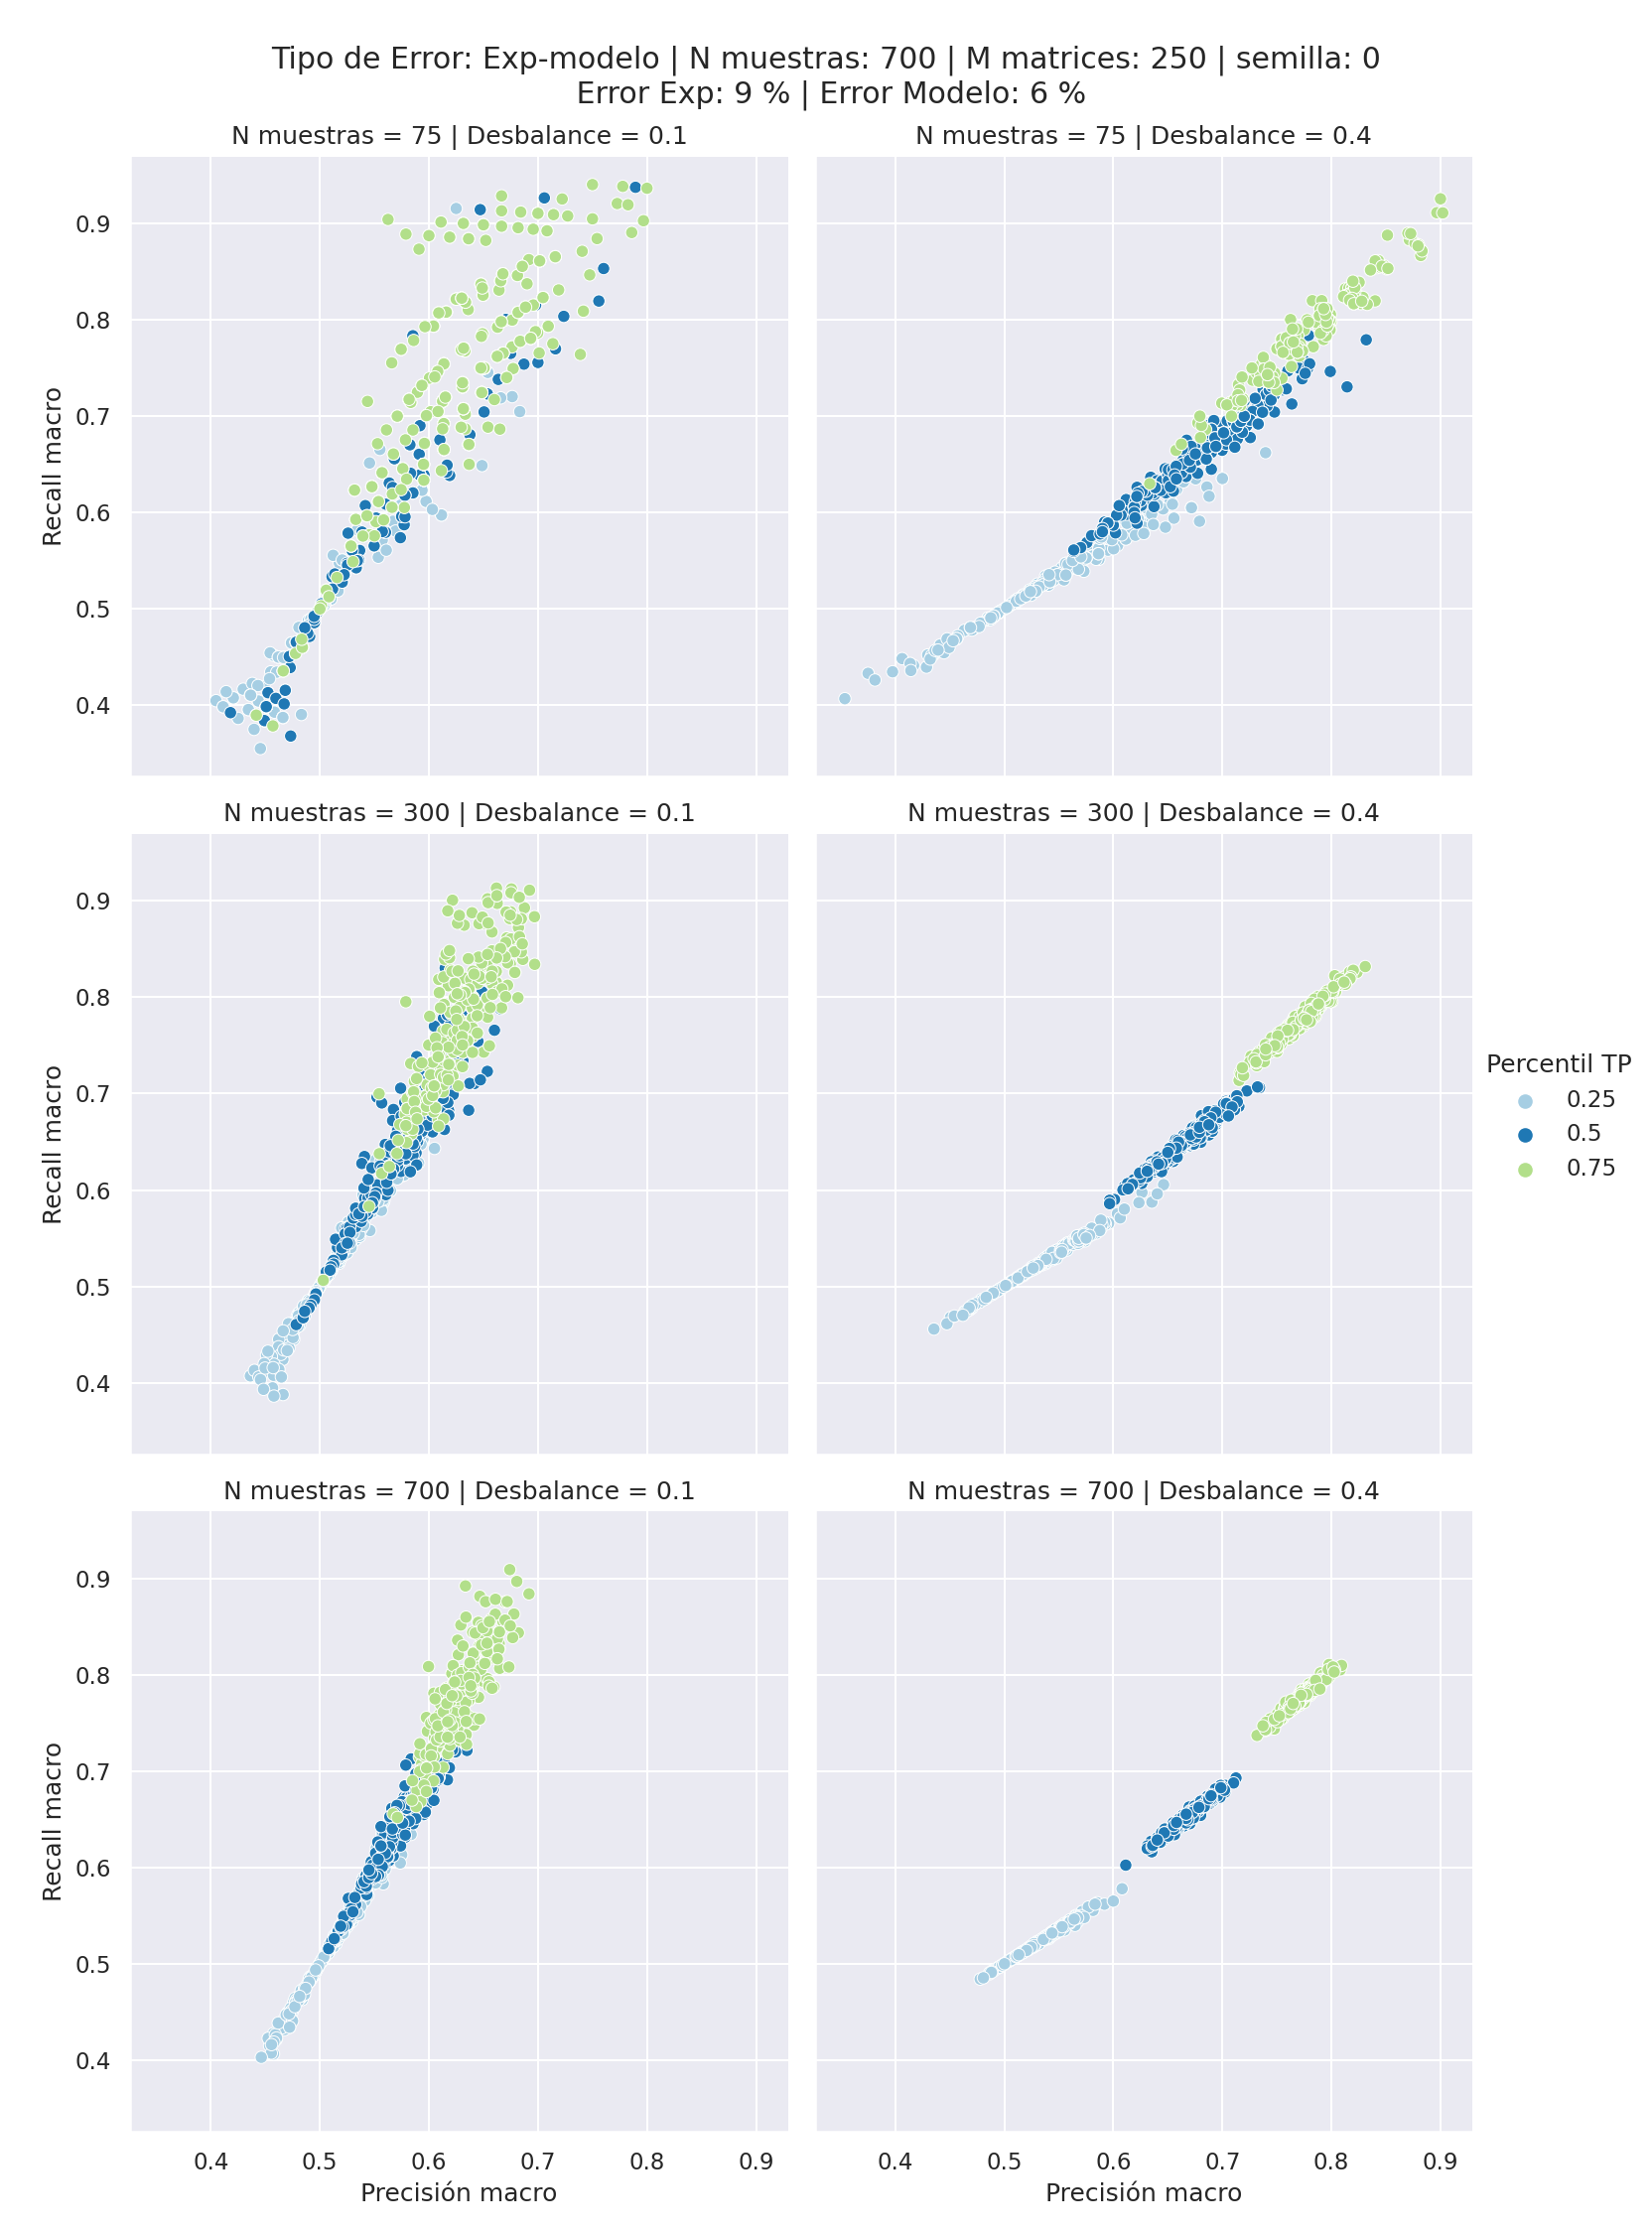 Tipo de Error: Exp-modelo | N muestras: 700 | M matrices: 250 | semilla: 0
Error Exp: 9 % | Error Modelo: 6 %
N muestras = 75 | Desbalance = 0.1
N muestras = 75 | Desbalance = 0.4
0.9
0.8
0.7
0.6
0.5
0.4
Recall macro
N muestras = 300 | Desbalance = 0.1
N muestras = 300 | Desbalance = 0.4
0.9
0.8
0.7
0.6
0.5
0.4
Recall macro
Percentil TP
0.25
0.5
0.75
N muestras = 700 | Desbalance = 0.1
N muestras = 700 | Desbalance = 0.4
0.9
0.8
0.7
0.6
0.5
0.4
Recall macro
0.4 0.5 0.6 0.7 0.8 0.9
Precisión macro
0.4 0.5 0.6 0.7 0.8 0.9
Precisión macro